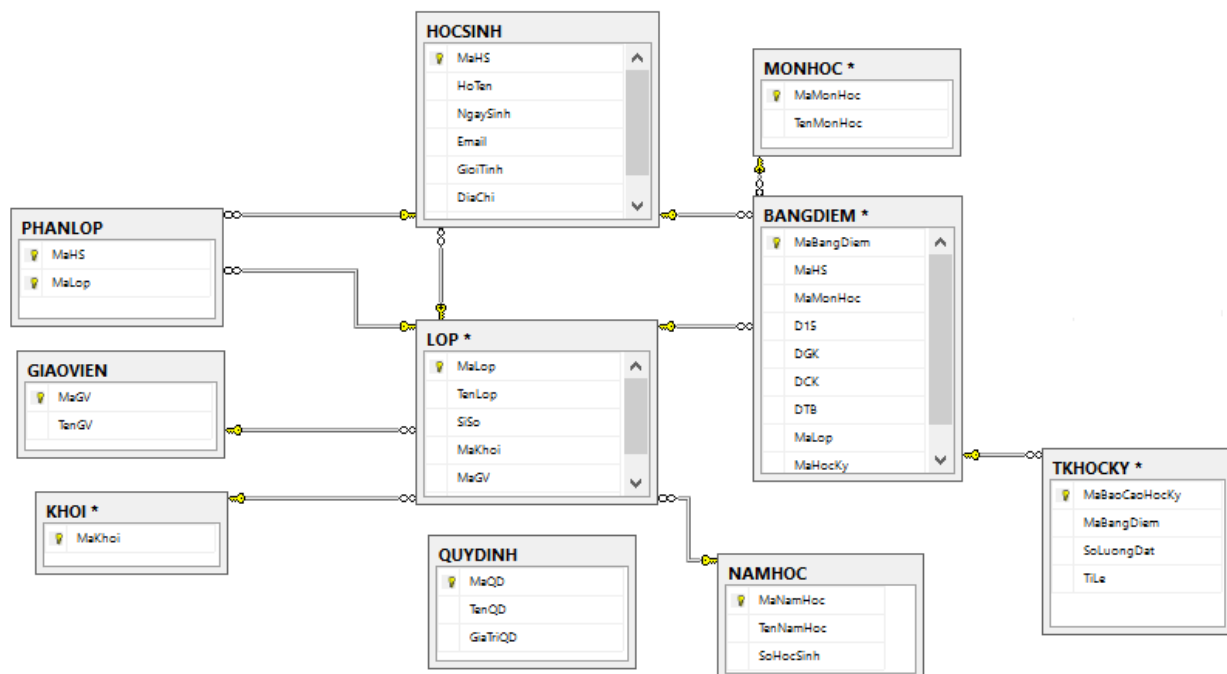 HOCSINH
MaHS
HoTen
NgaySinh
Email
GioiTinh
DiaChi
MONHOC *
MaMonHoc
TenMonHoc
PHANLOP
MaHS
MaLop
BANGDIEM *
MaBangDiem
MaHS
MaMonHoc
D15
DGK
DCK
DTB
MaLop
MaHocKy
LOP *
MaLop
TenLop
SiSo
MaKhoi
MaGV
GIAOVIEN
MaGV
TenGV
TKHOCKY *
MaBaoCaoHocKy
MaBangDiem
SoLuongDat
TiLe
KHOI *
MaKhoi
QUYDINH
MaQD
TenQD
GiaTriQD
NAMHOC
MaNamHoc
TenNamHoc
SoHocSinh